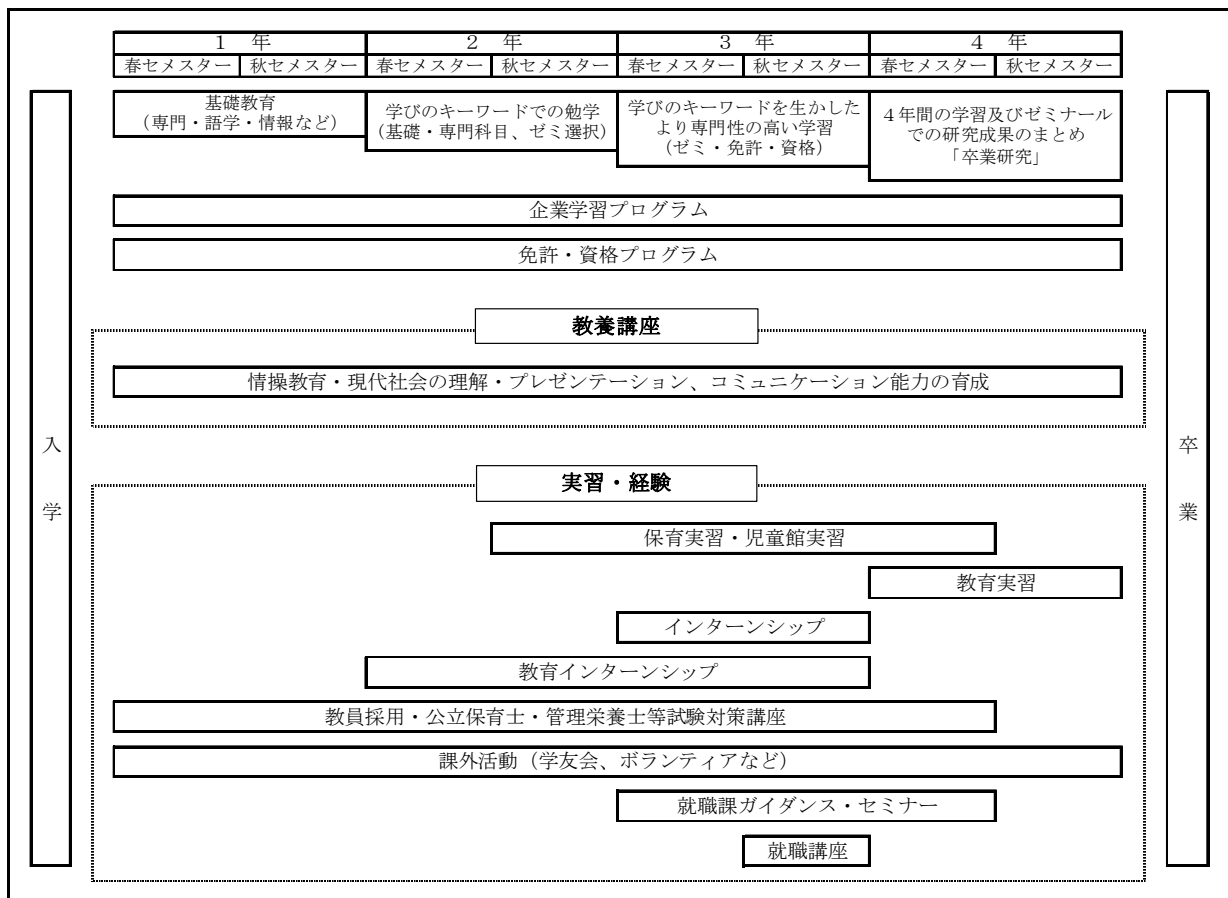 １　年
２　年
３　年
４　年
春セメスター 秋セメスター 春セメスター 秋セメスター 春セメスター 秋セメスター 春セメスター 秋セメスター
基礎教育
（専門・語学・情報など）
学びのキーワードでの勉学
（基礎・専門科目、ゼミ選択）
学びのキーワードを生かした
より専門性の高い学習
（ゼミ・免許・資格）
４年間の学習及びゼミナール
での研究成果のまとめ
「卒業研究」
企業学習プログラム
免許・資格プログラム
教養講座
情操教育・現代社会の理解・プレゼンテーション、コミュニケーション能力の育成
入学
卒業
実習・経験
保育実習・児童館実習
教育実習
インターンシップ
教育インターンシップ
教員採用・公立保育士・管理栄養士等試験対策講座
課外活動（学友会、ボランティアなど）
就職課ガイダンス・セミナー
就職講座